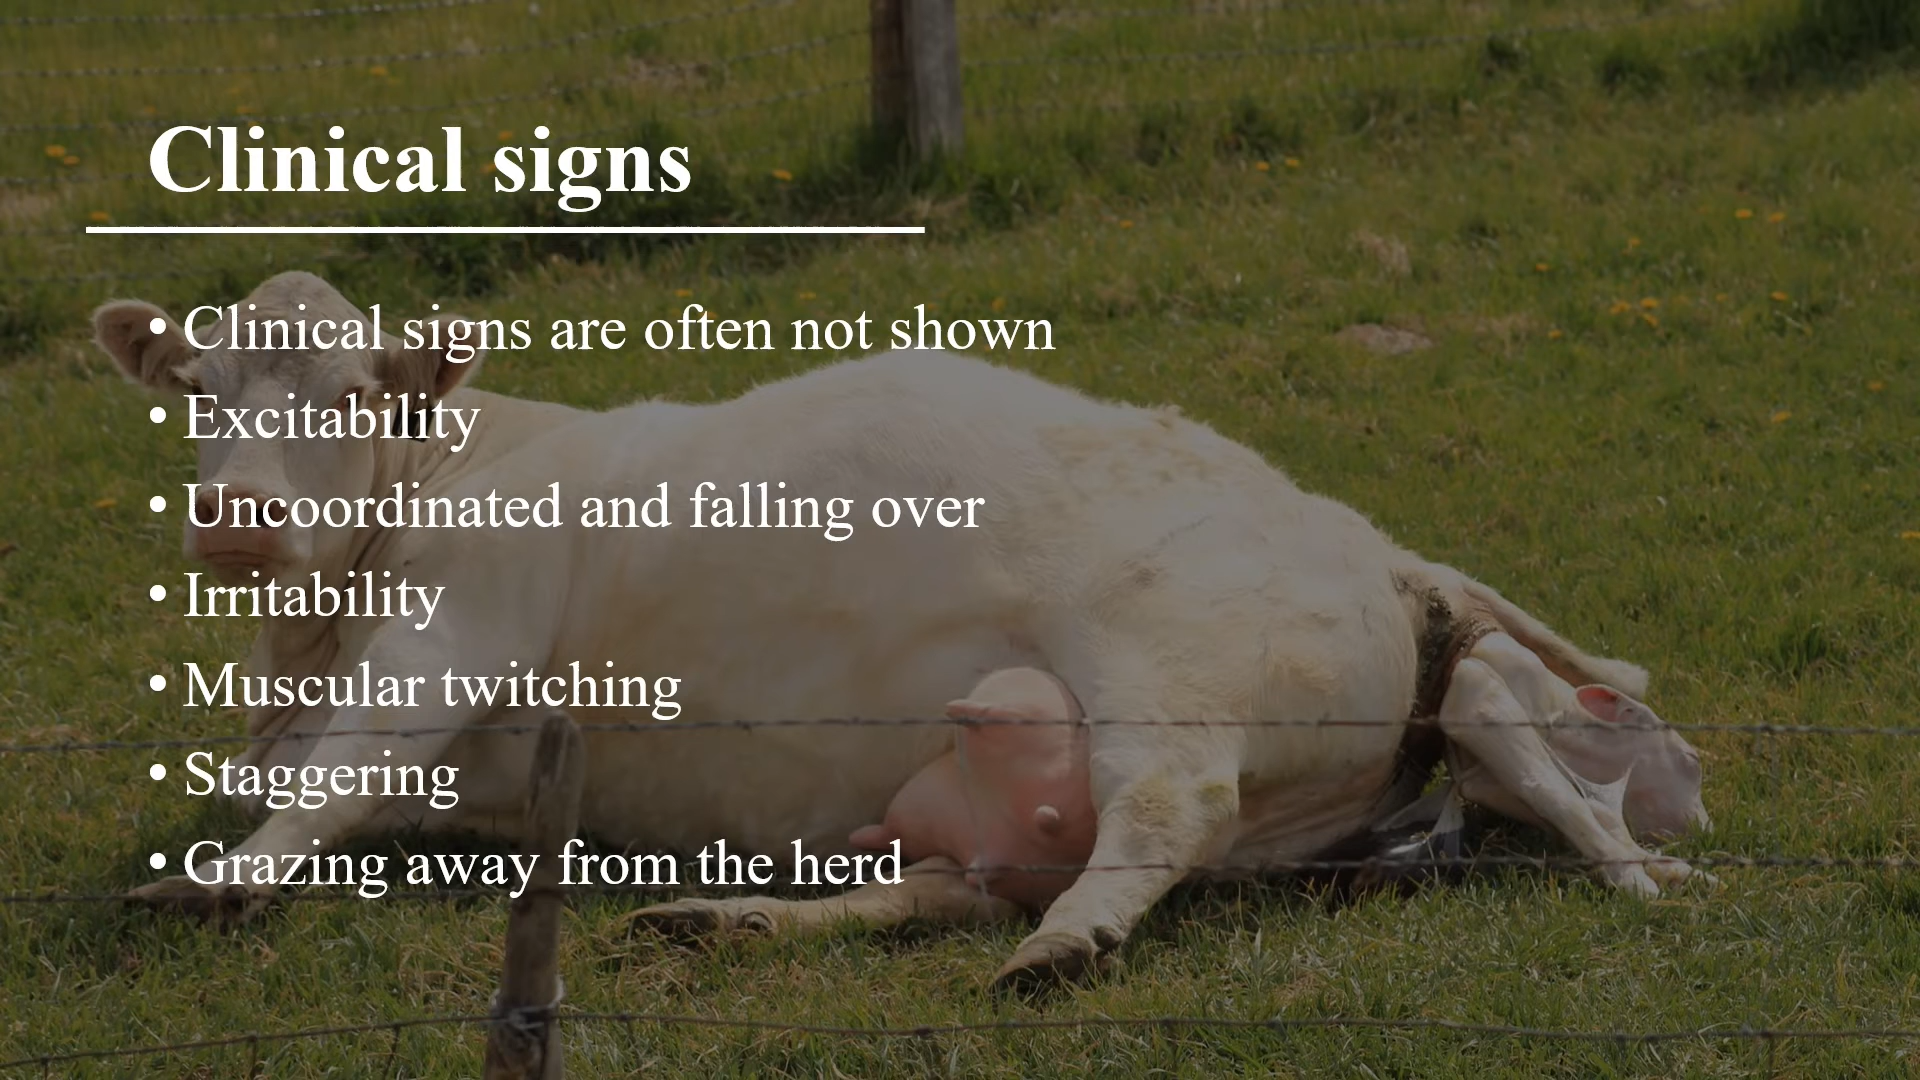 Clinical signs
• Clinical signs are often not shown
• Excitability
• Uncoordinated and falling over
• Irritability
• Muscular twitching
• Staggering
• Grazing away from the herd